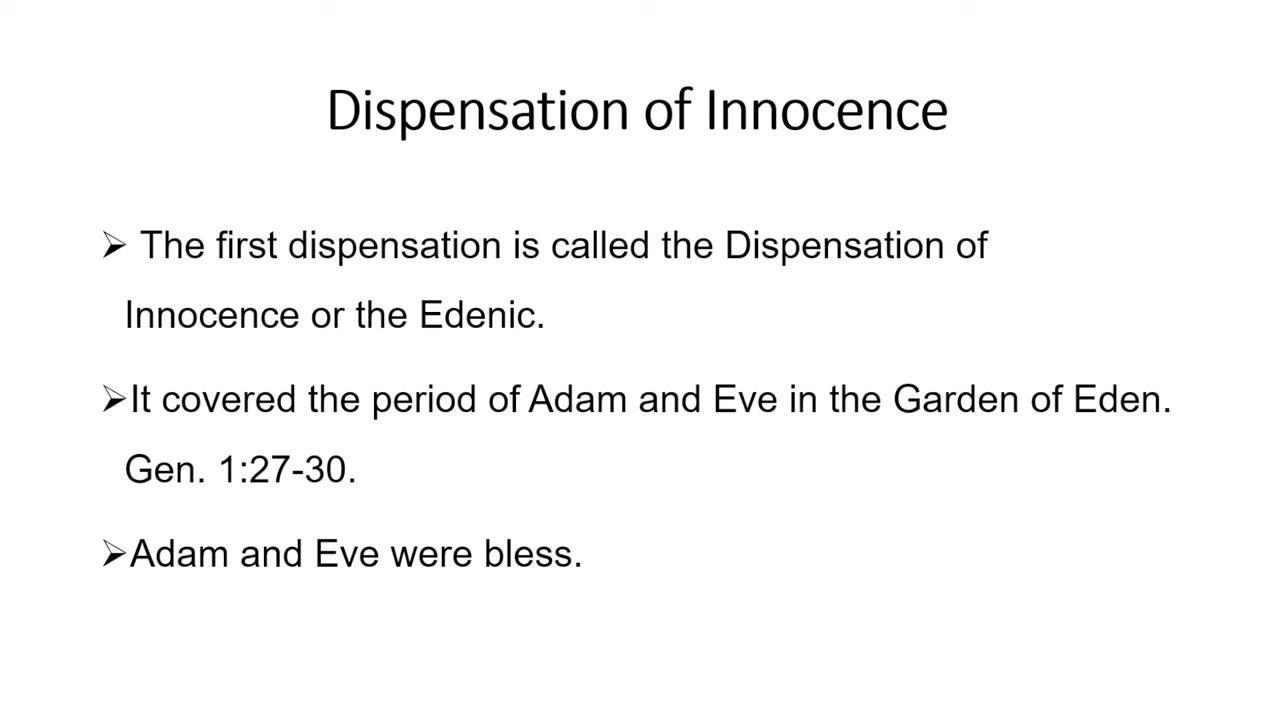 Dispensation of Innocence
➢ The first dispensation is called the Dispensation of
Innocence or the Edenic.
➢It covered the period of Adam and Eve in the Garden of Eden.
Gen. 1:27-30.
➢Adam and Eve were bless.